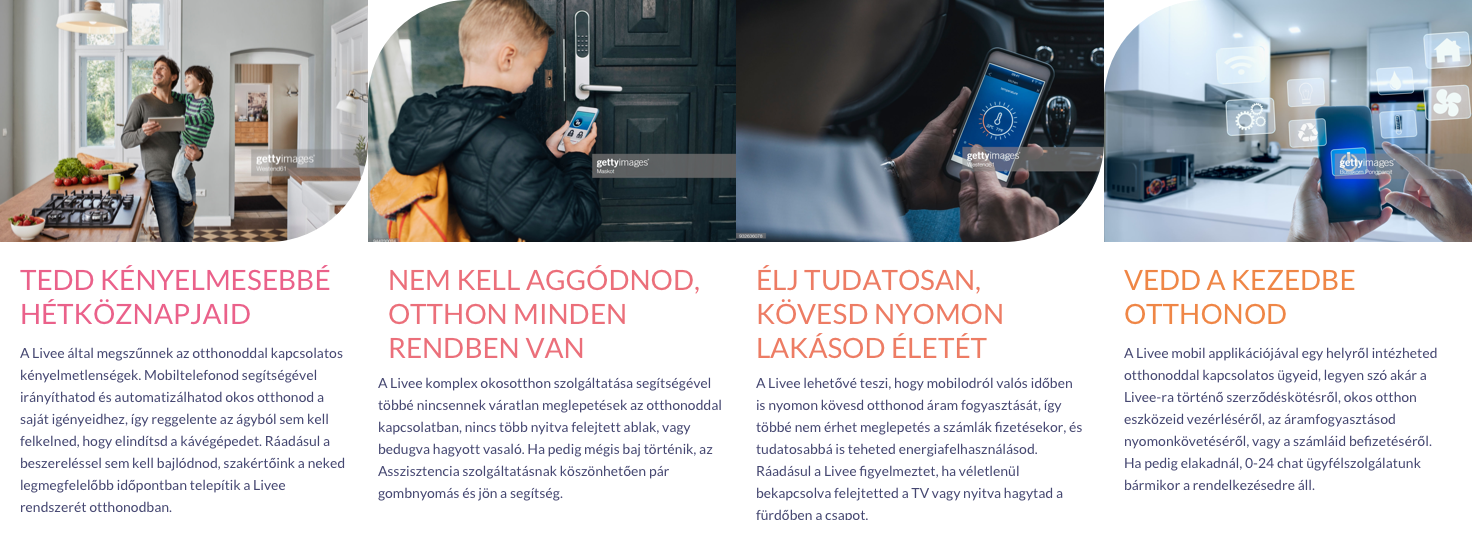 gettyimages
Westend61
gettyimages
Maskot
gettyimages
Westend61
gettyimages
TEDD KÉNYELMESEBBÉ
HÉTKÖZNAPJAID
A Livee által megszűnnek az otthonoddal kapcsolatos
kényelmetlenségek. Mobiltelefonod segítségével
irányíthatod és automatizálhatod okos otthonod a
saját igényeidhez, így reggelente az ágyból sem kell
felkelned, hogy elindítsd a kávégépedet. Ráadásul a
beszereléssel sem kell bajlódnod, szakértőink a neked
legmegfelelőbb időpontban telepítik a Livee
rendszerét otthonodban.
NEM KELL AGGÓDNOD,
OTTHON MINDEN
RENDBEN VAN
A Livee komplex okosotthon szolgáltatása segítségével
többé nincsennek váratlan meglepetések az otthonoddal
kapcsolatban, nincs több nyitva felejtett ablak, vagy
bedugva hagyott vasaló. Ha pedig mégis baj történik, az
Asszisztencia szolgáltatásnak köszönhetően pár
gombnyomás és jön a segítség.
ÉLJ TUDATOSAN,
KÖVESD NYOMON
LAKÁSOD ÉLETÉT
A Livee lehetővé teszi, hogy mobilodról valós időben
is nyomon kövesd otthonod áram fogyasztását, így
többé nem érhet meglepetés a számlák fizetésekor, és
tudatosabbá is teheted energiafelhasználásod.
Ráadásul a Livee figyelmeztet, ha véletlenül
bekapcsolva felejtetted a TV vagy nyitva hagytad a
fürdőben a csapot.
VEDD A KEZEDBE
OTTHONOD
A Livee mobil applikációjával egy helyről intézheted
otthonoddal kapcsolatos ügyeid, legyen szó akár a
Livee-ra történő szerződéskötésről, okos otthon
eszközeid vezérléséről, az áramfogyasztásod
nyomonkövetéséről, vagy a számláid befizetéséről.
Ha pedig elakadnál, 0-24 chat ügyfélszolgálatunk
bármikor a rendelkezésedre áll.